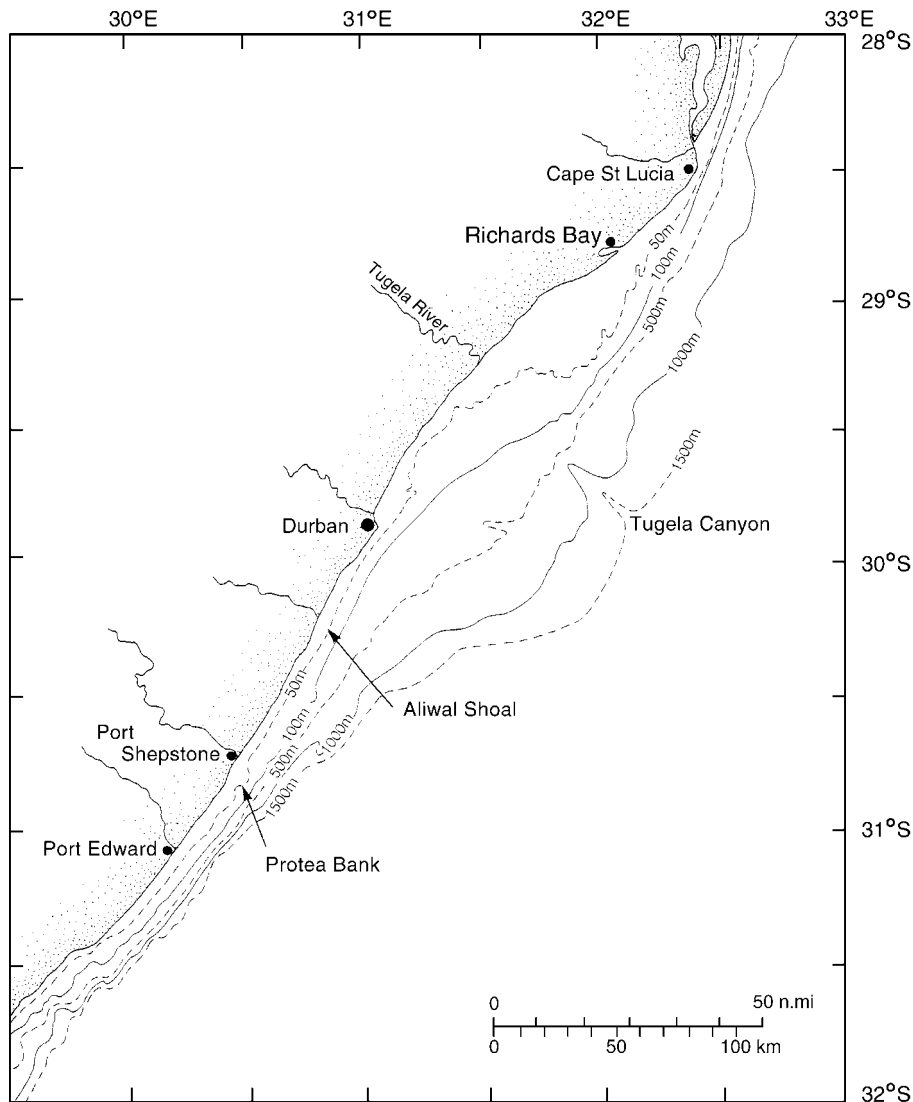 30°E 31°E 32°E 33°E
28°S
Cape St Lucia
Richards Bay
50m
100m
500m
1000m
Tugela River
29°S
1500m
Tugela Canyon
Durban
30°S
50m
100m
500m
1000m
1500m
Aliwal Shoal
Port
Shepstone
Port Edward
Protea Bank
31°S
0 50 n.mi
0 50 100 km
32°S